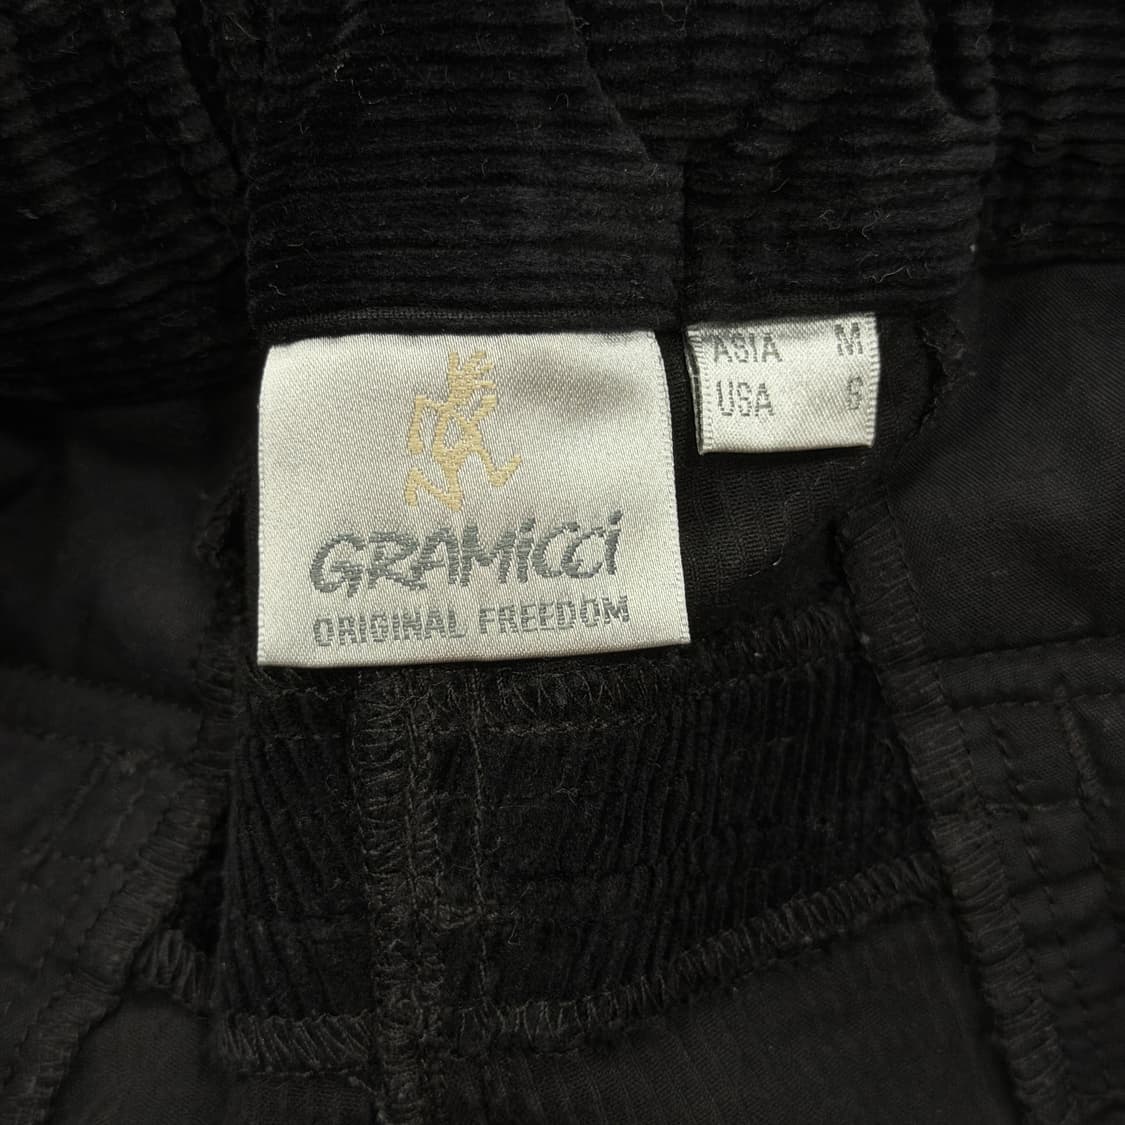 GRAMiCCi
ORIGINAL FREEDOM
ASIA M
USA S